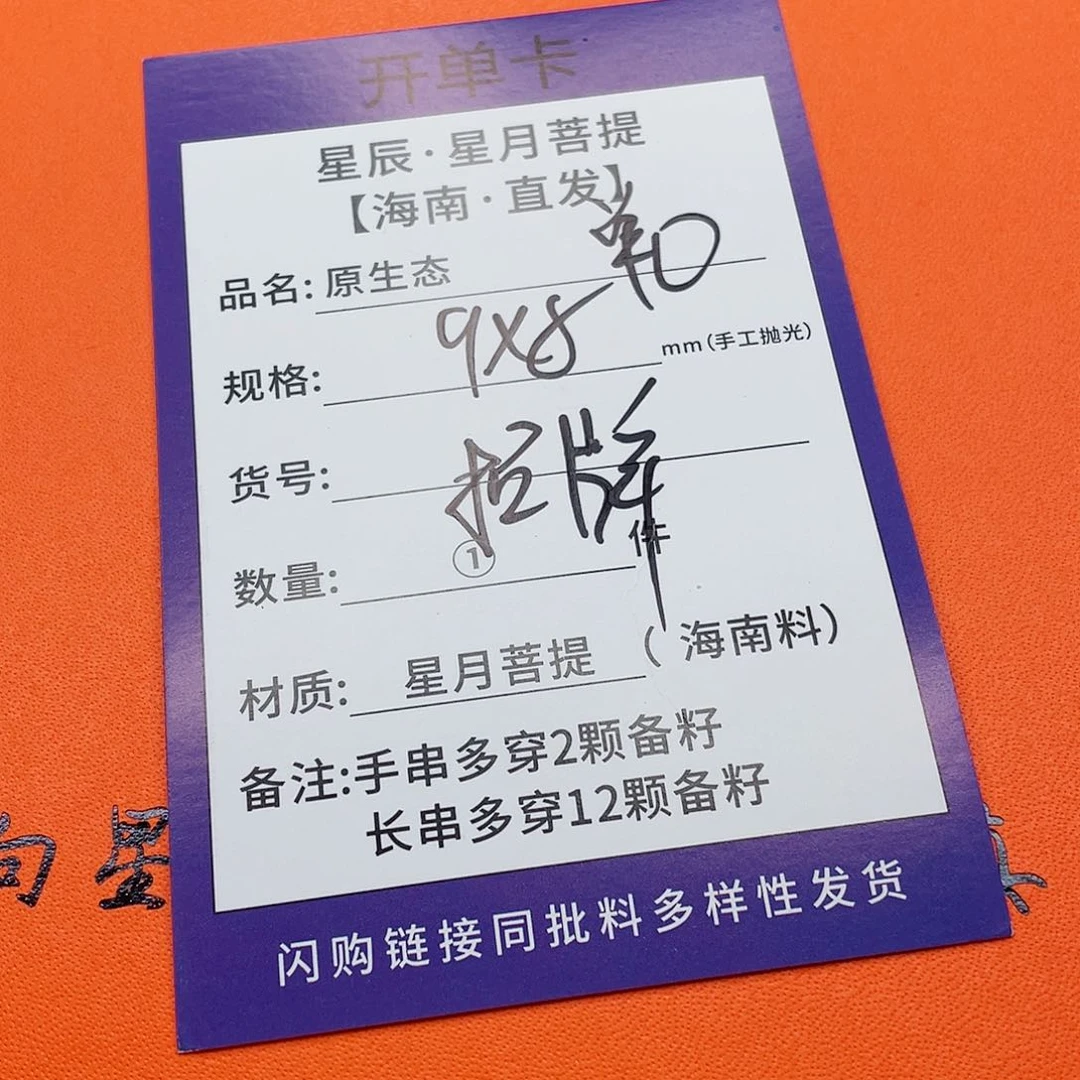 开单卡
星辰·星月菩提
【海南·直发】
品名: 原生态 单
规格: 9X8 mm(手工抛光)
货号: 招牌
数量: ① 件
材质: 星月菩提 ( 海南料)
备注:手串多穿2颗备籽
长串多穿12颗备籽
闪购链接同批料多样性发货
向星